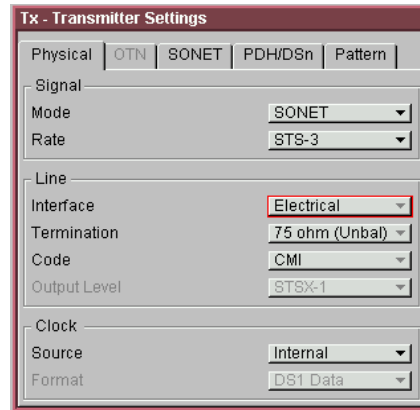 Tx - Transmitter Settings
Physical OTN SONET PDH/DSn Pattern
Signal
Mode SONET
Rate STS-3
Line
Interface Electrical
Termination 75 ohm (Unbal)
Code CMI
Output Level STSX-1
Clock
Source Internal
Format DS1 Data